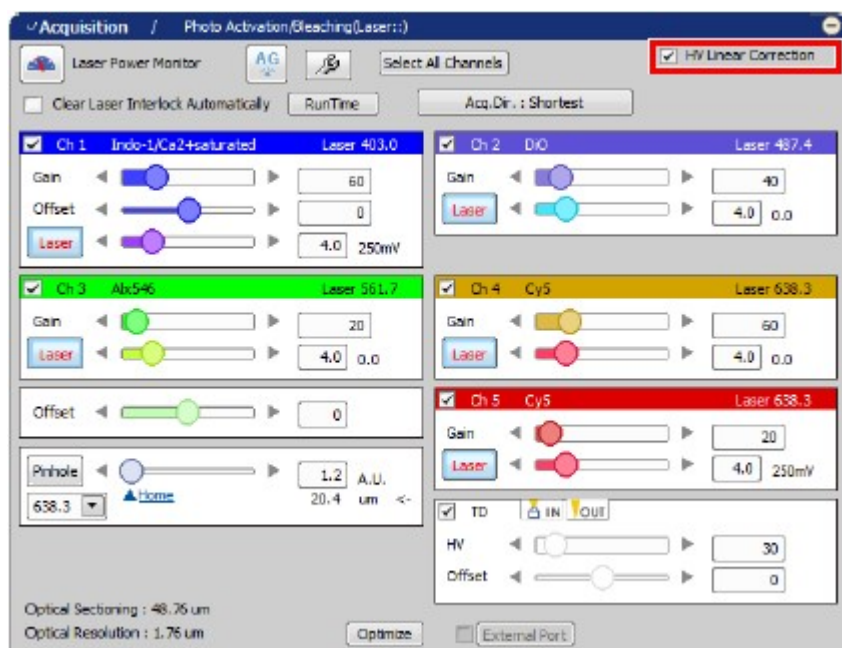 Acquisition / Photo Activation/Bleaching(Laser::)
Laser Power Monitor AG Select All Channels HV Linear Correction
Clear Laser Interlock Automatically RunTime Acq.Dir. : Shortest
Ch 1 Indo-1/Ca2+saturated Laser 403.0
Gain 60
Offset 0
Laser 4.0 250mV
Ch 2 DiO Laser 487.4
Gain 40
Laser 4.0 0.0
Ch 3 Alx546 Laser 561.7
Gain 20
Laser 4.0 0.0
Ch 4 Cy5 Laser 638.3
Gain 60
Laser 4.0 0.0
Offset 0
Ch 5 Cy5 Laser 638.3
Gain 20
Laser 4.0 250mV
Pinhole 1.2 A.U.
638.3 Home 20.4 um <-
TD IN OUT
HV 30
Offset 0
Optical Sectioning : 48.76 um
Optical Resolution : 1.76 um Optimize External Port